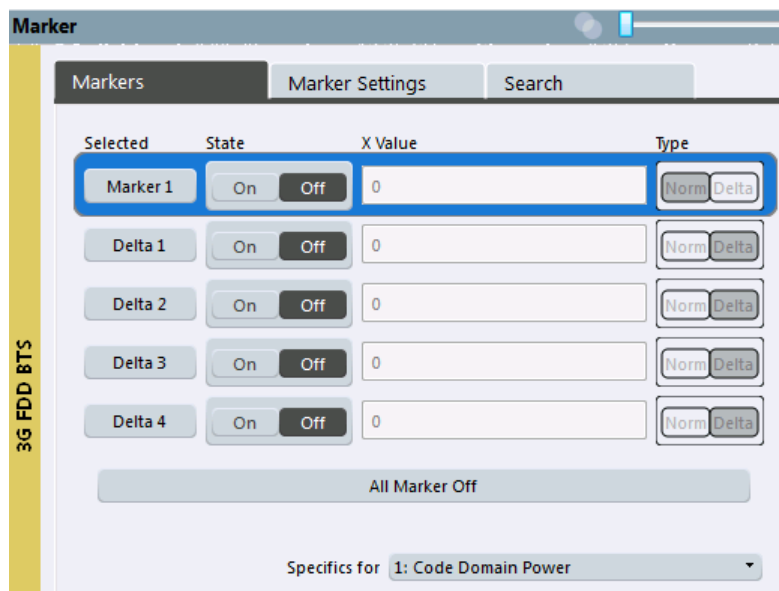 Marker
Markers Marker Settings Search
Selected State X Value Type
Marker 1 On Off 0 Norm Delta
Delta 1 On Off 0 Norm Delta
Delta 2 On Off 0 Norm Delta
Delta 3 On Off 0 Norm Delta
Delta 4 On Off 0 Norm Delta
All Marker Off
Specifics for 1: Code Domain Power
3G FDD BTS